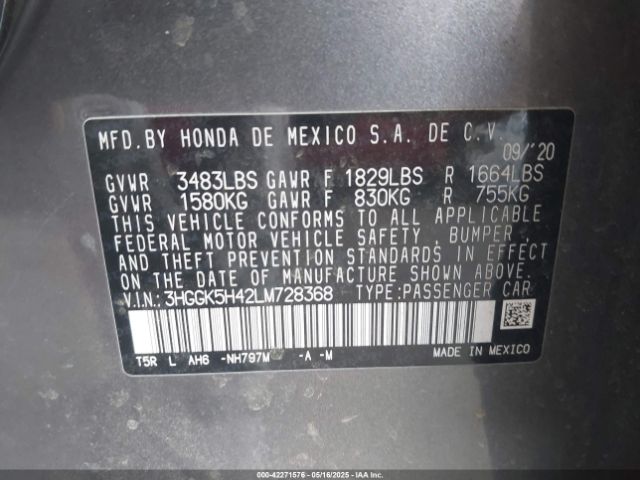 MFD. BY HONDA DE MEXICO S.A. DE C.V.
09/'20
GVWR 3483LBS GAWR F 1829LBS R 1664LBS
GVWR 1580KG GAWR F 830KG R 755KG
THIS VEHICLE CONFORMS TO ALL APPLICABLE
FEDERAL MOTOR VEHICLE SAFETY, BUMPER,
AND THEFT PREVENTION STANDARDS IN EFFECT
ON THE DATE OF MANUFACTURE SHOWN ABOVE.
V.I.N.: 3HGGK5H42LM728368 TYPE: PASSENGER CAR
T5R L AH6 -NH797M -A -M MADE IN MEXICO
000-42271576 - 05/16/2025 - IAAI.COM